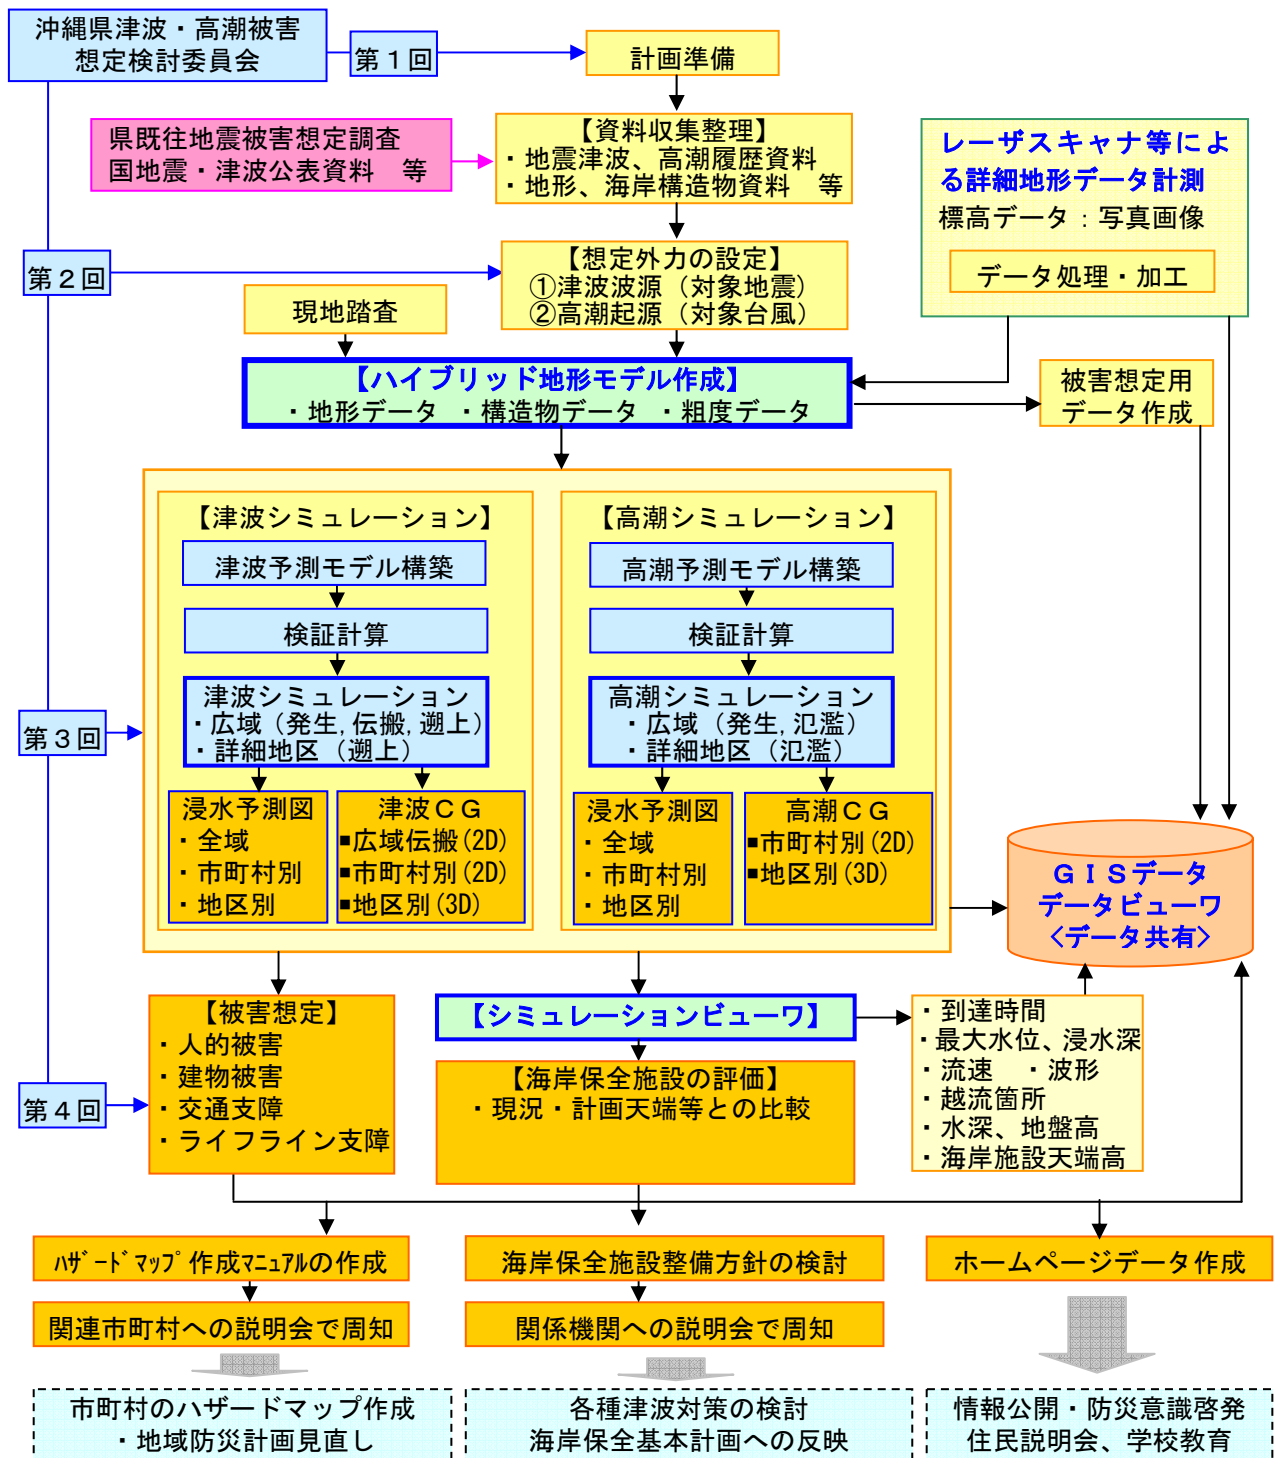 沖縄県津波・高潮被害
想定検討委員会
第１回
計画準備
県既往地震被害想定調査
国地震・津波公表資料　等
【資料収集整理】
・地震津波、高潮履歴資料
・地形、海岸構造物資料　等
レーザスキャナ等によ
る詳細地形データ計測
標高データ：写真画像
データ処理・加工
第２回
【想定外力の設定】
①津波波源（対象地震）
②高潮起源（対象台風）
現地踏査
【ハイブリッド地形モデル作成】
・地形データ　・構造物データ　・粗度データ
被害想定用
データ作成
【津波シミュレーション】
津波予測モデル構築
検証計算
津波シミュレーション
・広域（発生,伝搬,遡上）
・詳細地区（遡上）
浸水予測図
・全域
・市町村別
・地区別
津波ＣＧ
■広域伝搬(2D)
■市町村別(2D)
■地区別(3D)
【高潮シミュレーション】
高潮予測モデル構築
検証計算
高潮シミュレーション
・広域（発生,氾濫）
・詳細地区（氾濫）
浸水予測図
・全域
・市町村別
・地区別
高潮ＣＧ
■市町村別(2D)
■地区別(3D)
第３回
ＧＩＳデータ
データビューワ
＜データ共有＞
【被害想定】
・人的被害
・建物被害
・交通支障
・ライフライン支障
第４回
【シミュレーションビューワ】
【海岸保全施設の評価】
・現況・計画天端等との比較
・到達時間
・最大水位、浸水深
・流速　・波形
・越流箇所
・水深、地盤高
・海岸施設天端高
ﾊｻﾞｰﾄﾞﾏｯﾌﾟ作成ﾏﾆｭｱﾙの作成
関連市町村への説明会で周知
海岸保全施設整備方針の検討
関係機関への説明会で周知
ホームページデータ作成
市町村のハザードマップ作成
・地域防災計画見直し
各種津波対策の検討
海岸保全基本計画への反映
情報公開・防災意識啓発
住民説明会、学校教育